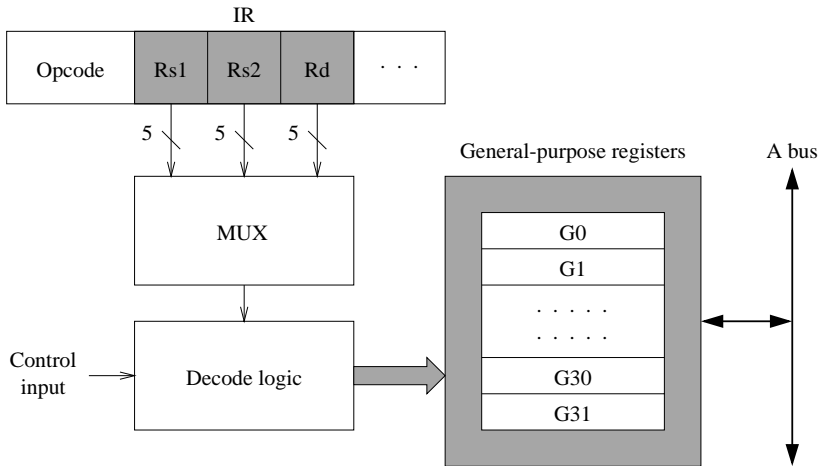 IR
Opcode Rs1 Rs2 Rd . . .
5 5 5
General-purpose registers
A bus
MUX
G0
G1
. . . . .
. . . . .
G30
G31
Control
input
Decode logic